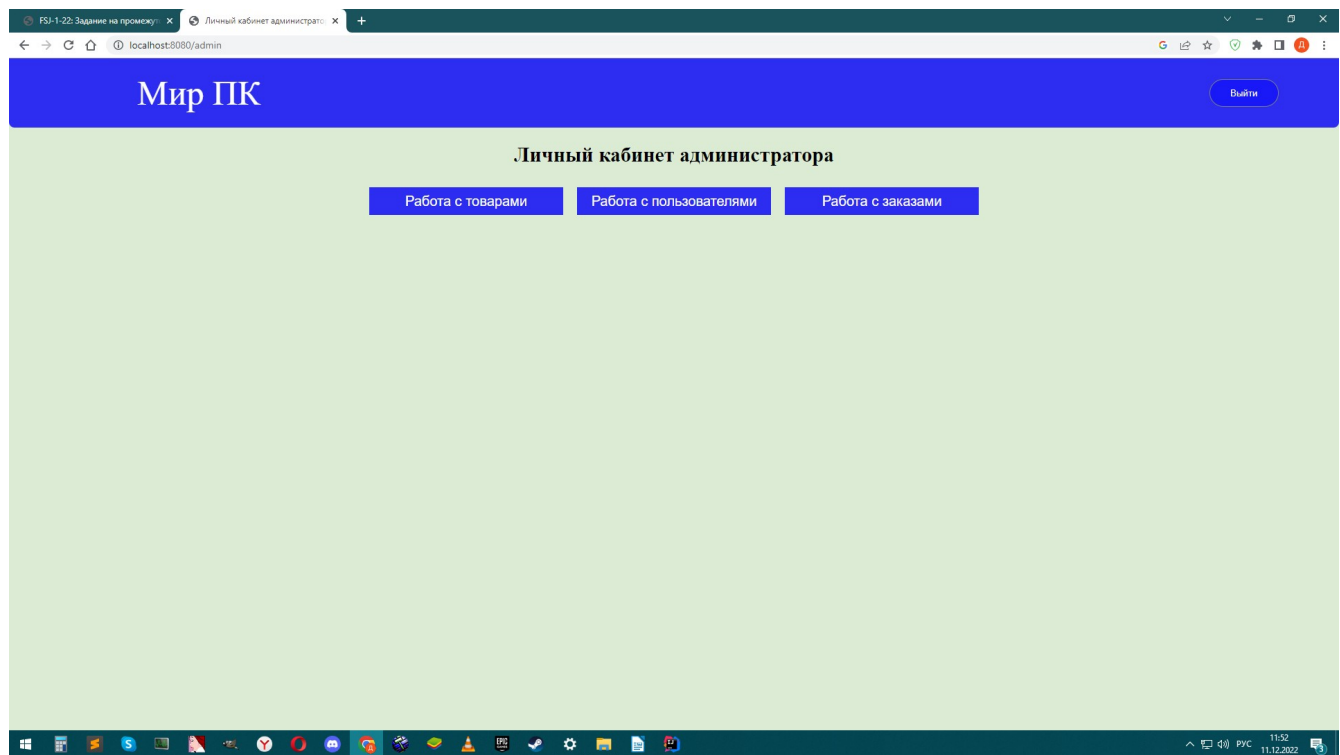 FSJ-1-22: Задание на промежут
Личный кабинет администрато
localhost:8080/admin
Мир ПК
Выйти
Личный кабинет администратора
Работа с товарами
Работа с пользователями
Работа с заказами
РУС
11:52
11.12.2022